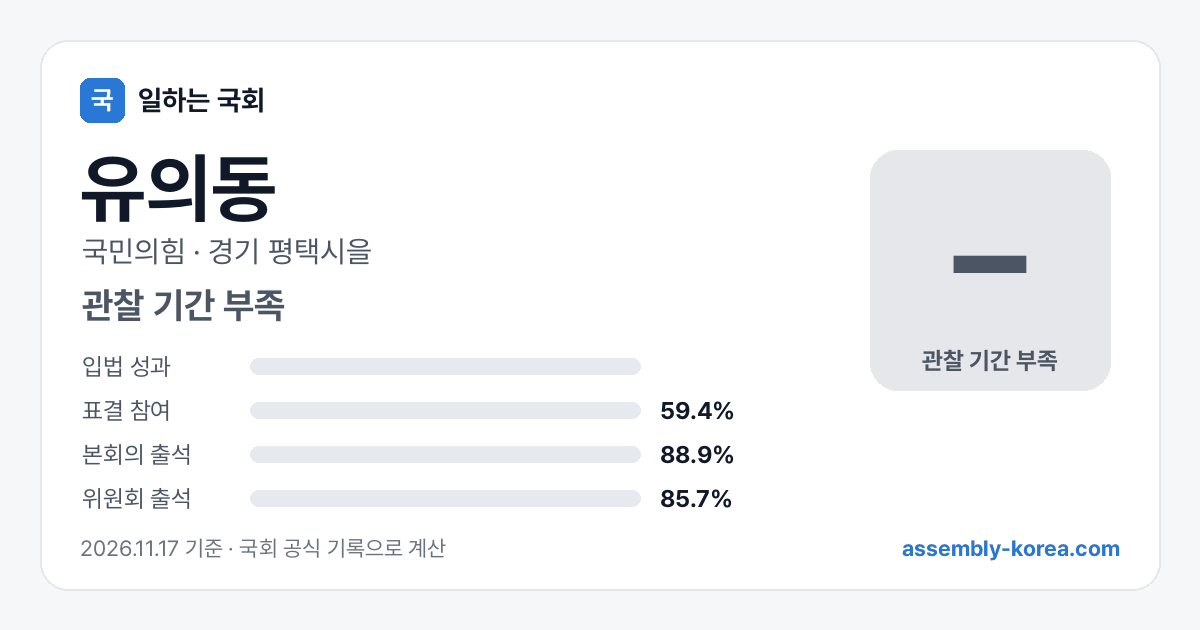 국 일하는 국회
유의동
국민의힘 · 경기 평택시을
관찰 기간 부족
–
관찰 기간 부족
입법 성과
표결 참여 59.4%
본회의 출석 88.9%
위원회 출석 85.7%
2026.11.17 기준 · 국회 공식 기록으로 계산
assembly-korea.com